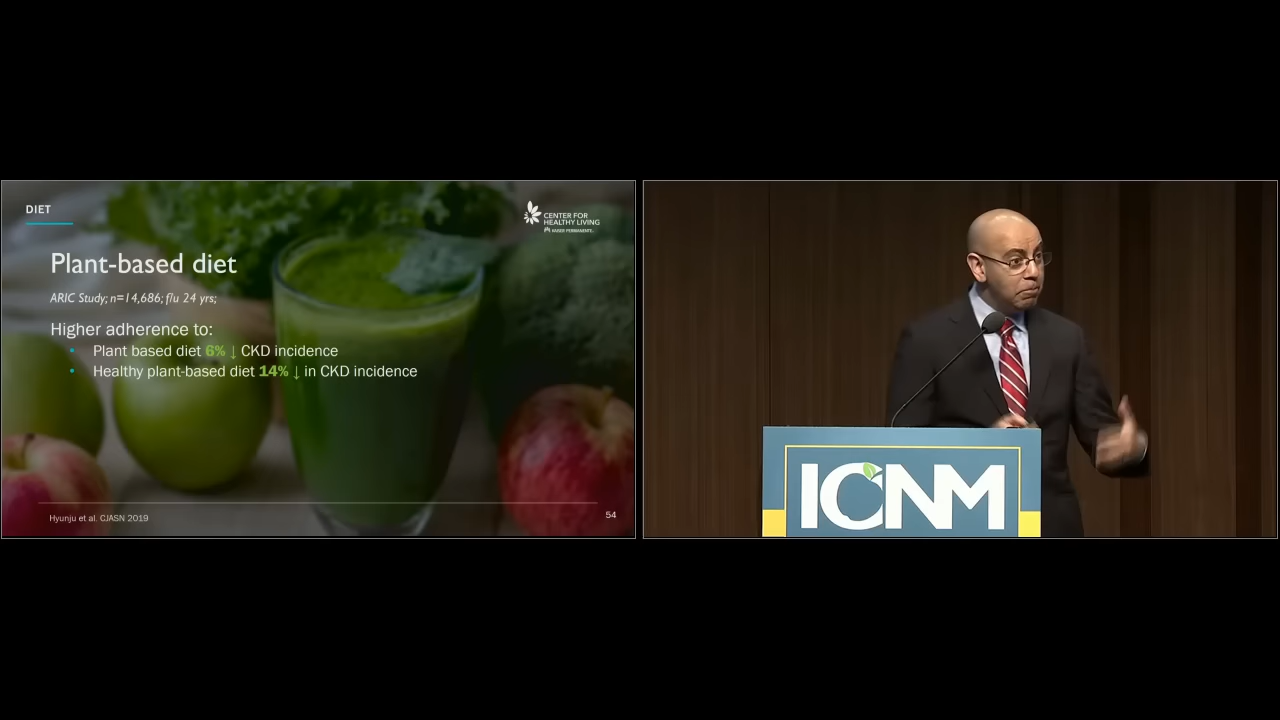 DIET
CENTER FOR
HEALTHY LIVING
KAISER PERMANENTE.
Plant-based diet
ARIC Study; n=14,686; f/u 24 yrs;
Higher adherence to:
• Plant based diet 6% ↓ CKD incidence
• Healthy plant-based diet 14% ↓ in CKD incidence
Hyunju et al. CJASN 2019
54
ICNM